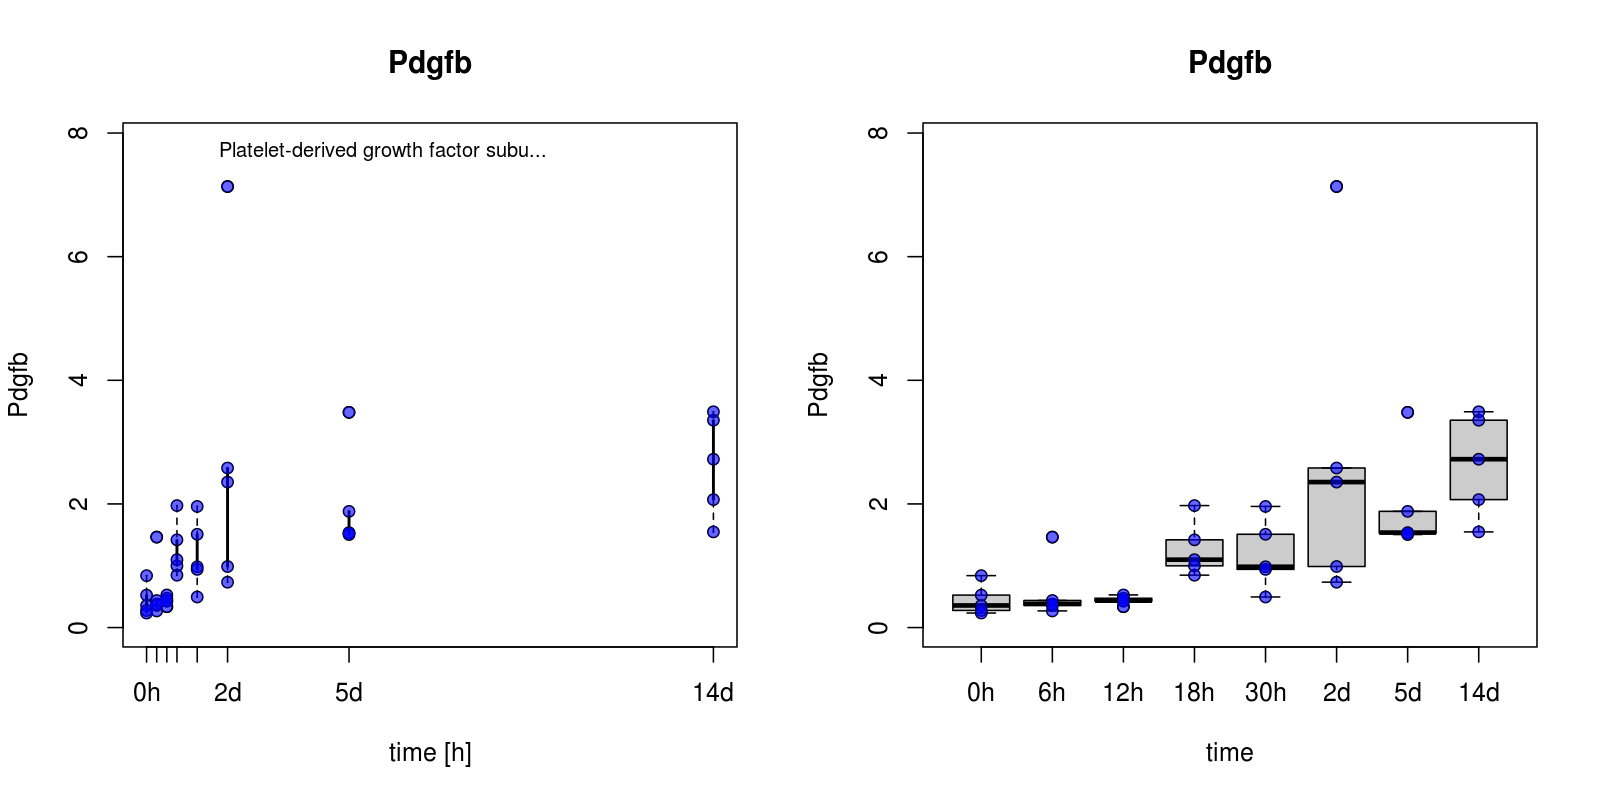 Pdgfb
Platelet-derived growth factor subu...
Pdgfb
8
6
4
2
0
0h 2d 5d 14d
time [h]
Pdgfb
Pdgfb
8
6
4
2
0
0h 6h 12h 18h 30h 2d 5d 14d
time